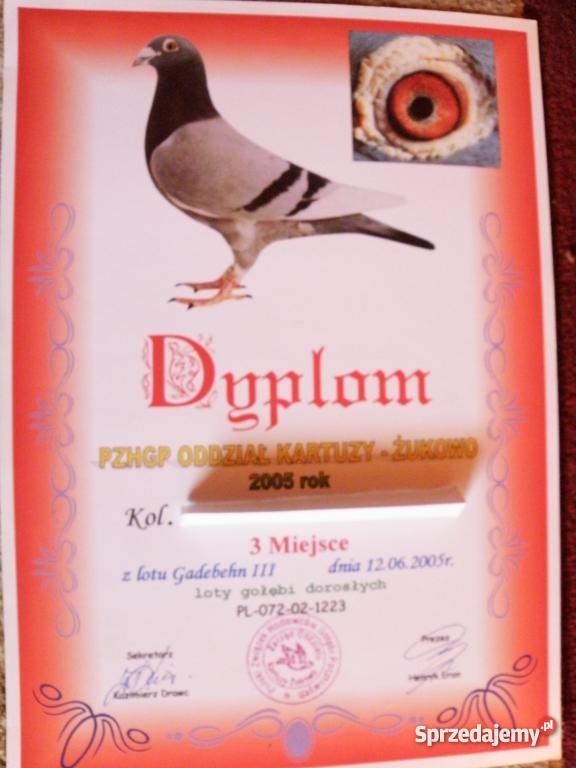 Dyplom
PZHGP ODDZIAŁ KARTUZY - ŻUKOWO
2005 rok
Kol.
3 Miejsce
z lotu Gadebehn III dnia 12.06.2005r.
loty gołębi dorosłych
PL-072-02-1223
Sekretarz
Prezes
Kazimierz
Henryk
Sprzedajemy.pl